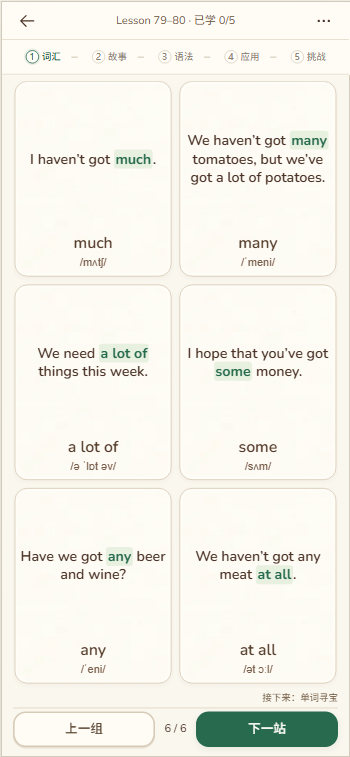 Lesson 79–80 · 已学 0/5
1 词汇 – 2 故事 – 3 语法 – 4 应用 – 5 挑战
I haven't got much.
much
/mʌtʃ/
We haven't got many
tomatoes, but we've
got a lot of potatoes.
many
/ˈmeni/
We need a lot of
things this week.
a lot of
/ə ˈlɒt əv/
I hope that you've got
some money.
some
/sʌm/
Have we got any beer
and wine?
any
/ˈeni/
We haven't got any
meat at all.
at all
/ət ɔːl/
接下来：单词寻宝
上一组
6 / 6
下一站